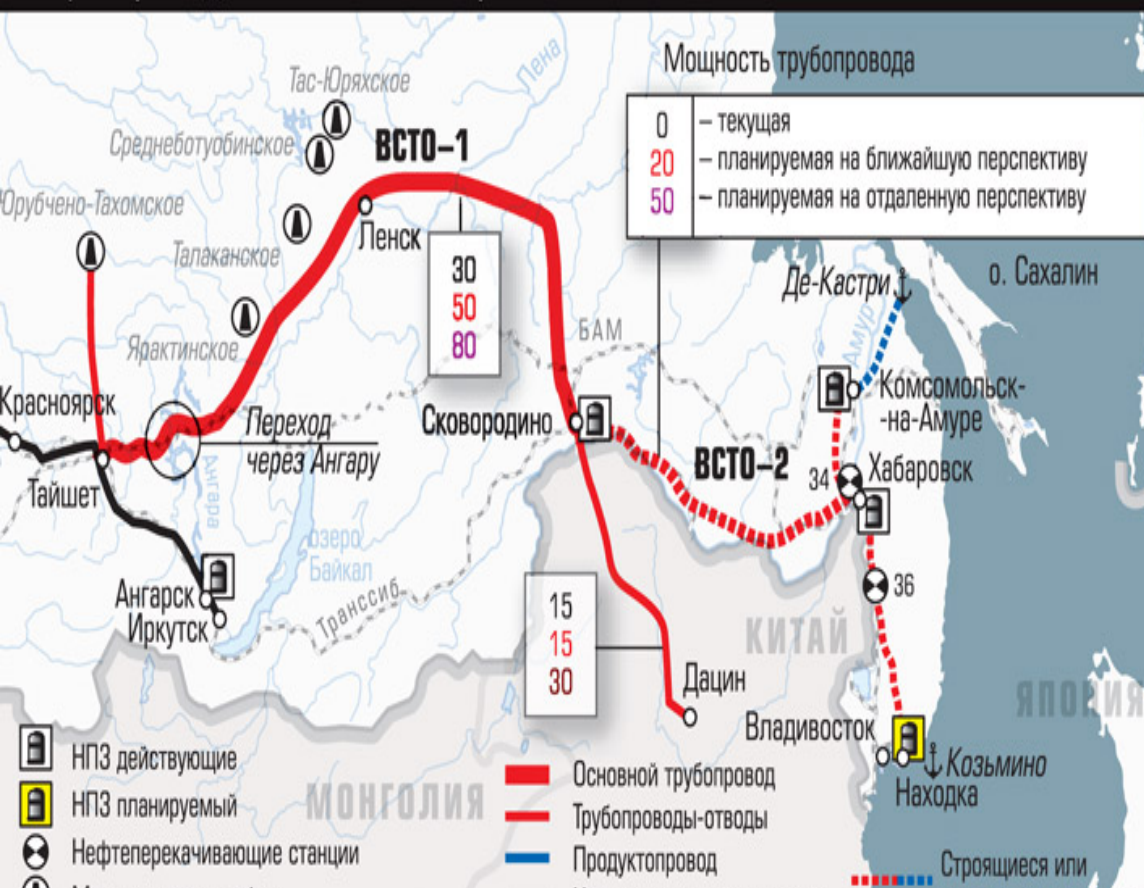 Мощность трубопровода
0 – текущая
20 – планируемая на ближайшую перспективу
50 – планируемая на отдаленную перспективу
Лена
Тас-Юряхское
Среднеботуобинское
ВСТО–1
Юрубчено-Тахомское
Талаканское
Ленск
30
50
80
Ярактинское
БАМ
Де-Кастри
о. Сахалин
Амур
Комсомольск-
-на-Амуре
Красноярск
Переход
через Ангару
Сковородино
ВСТО–2
34
Хабаровск
Тайшет
Ангара
озеро
Байкал
Ангарск
Иркутск
Транссиб
36
15
15
30
КИТАЙ
Дацин
ЯПОНИЯ
Владивосток
Козьмино
Находка
МОНГОЛИЯ
НПЗ действующие
НПЗ планируемый
Нефтеперекачивающие станции
Основной трубопровод
Трубопроводы-отводы
Продуктопровод
Строящиеся или